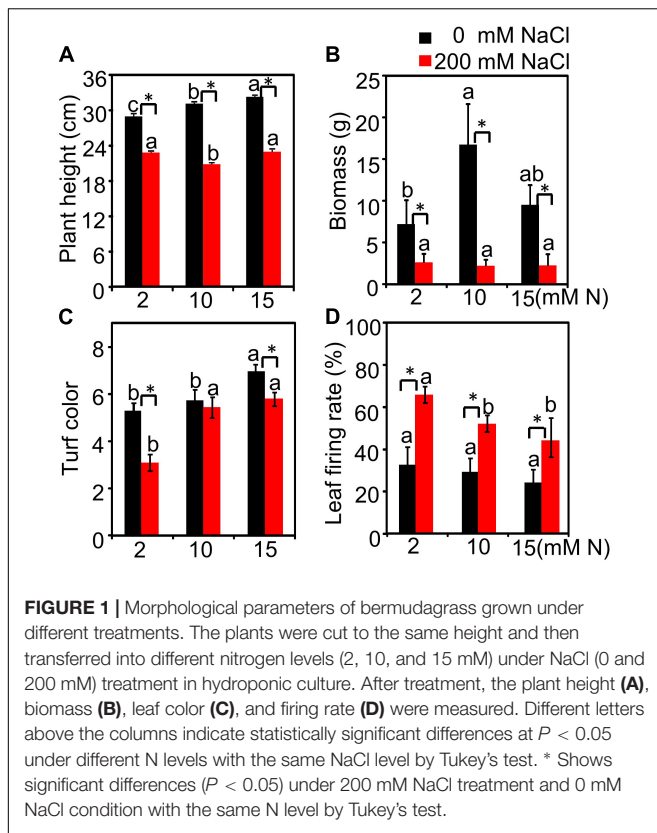 0 mM NaCl
200 mM NaCl
A
Plant height (cm)
36
30
24
18
12
6
0
c * a
b * b
a * a
2 10 15
B
Biomass (g)
25
20
15
10
5
0
b * a
a * a
ab * a
2 10 15(mM N)
C
Turf color
8
6
4
2
0
b * b
b a
a * a
2 10 15
D
Leaf firing rate (%)
100
80
60
40
20
0
a * a
a * b
a * b
2 10 15(mM N)
FIGURE 1 | Morphological parameters of bermudagrass grown under
different treatments. The plants were cut to the same height and then
transferred into different nitrogen levels (2, 10, and 15 mM) under NaCl (0 and
200 mM) treatment in hydroponic culture. After treatment, the plant height (A),
biomass (B), leaf color (C), and firing rate (D) were measured. Different letters
above the columns indicate statistically significant differences at P < 0.05
under different N levels with the same NaCl level by Tukey's test. * Shows
significant differences (P < 0.05) under 200 mM NaCl treatment and 0 mM
NaCl condition with the same N level by Tukey's test.